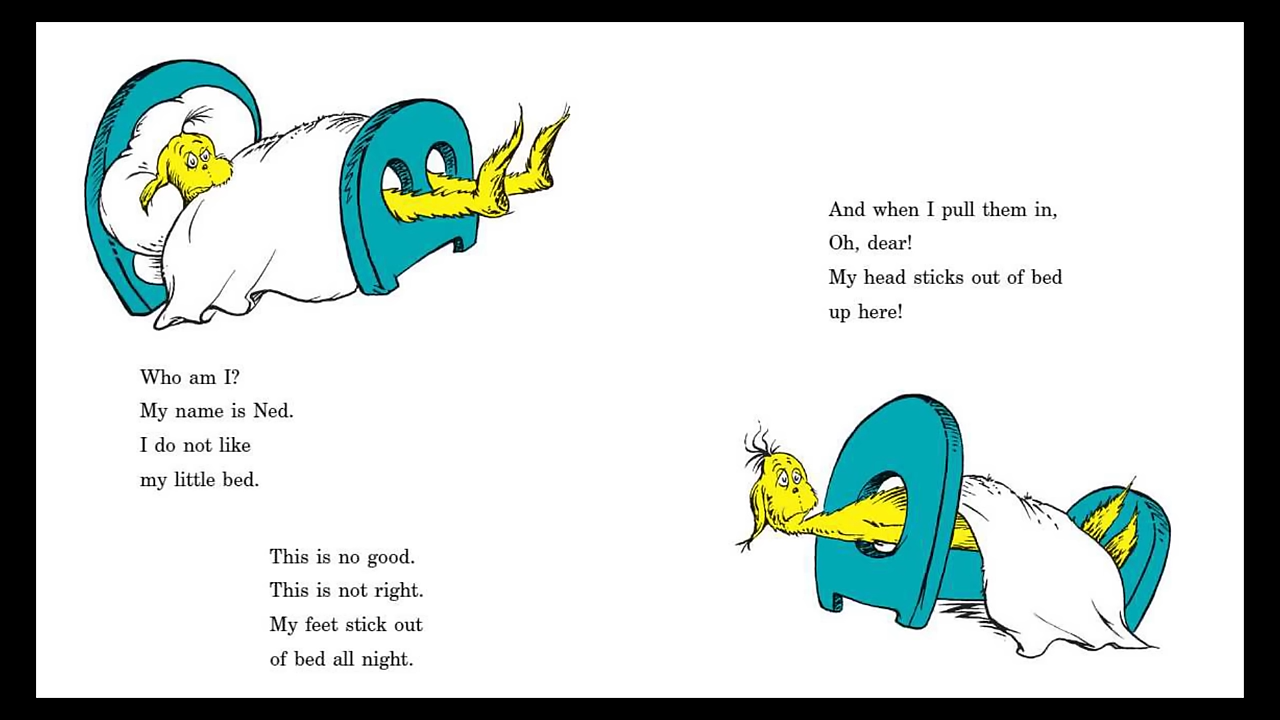 Who am I?
My name is Ned.
I do not like
my little bed.
This is no good.
This is not right.
My feet stick out
of bed all night.
And when I pull them in,
Oh, dear!
My head sticks out of bed
up here!